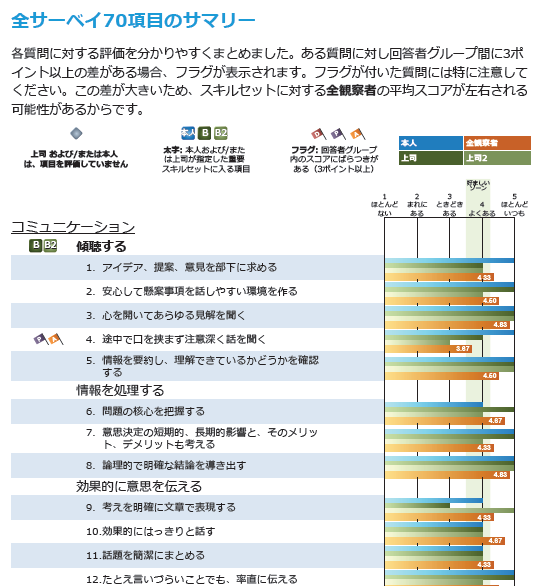 全サーベイ70項目のサマリー
各質問に対する評価を分かりやすくまとめました。ある質問に対し回答者グループ間に3ポ
イント以上の差がある場合、フラグが表示されます。フラグが付いた質問には特に注意して
ください。この差が大きいため、スキルセットに対する全観察者の平均スコアが左右される
可能性があるからです。
上司 および/または本人
は、項目を評価していません
本人 B B2
太字: 本人および/また
は上司が指定した重要
スキルセットに入る項目
フラグ: 回答者グループ
内のスコアにばらつきが
ある（3ポイント以上）
本人 全観察者
上司 上司2
好ましい
ゾーン
1 2 3 4 5
ほとんど
ない
まれに
ある
ときどき
ある
よくある
ほとんど
いつも
コミュニケーション
B B2 傾聴する
1. アイデア、提案、意見を部下に求める 4.33
2. 安心して懸案事項を話しやすい環境を作る 4.50
3. 心を開いてあらゆる見解を聞く 4.83
4. 途中で口を挟まず注意深く話を聞く 3.67
5. 情報を要約し、理解できているかどうかを確認
する 4.50
情報を処理する
6. 問題の核心を把握する 4.67
7. 意思決定の短期的、長期的影響と、そのメリッ
ト、デメリットも考える 4.33
8. 論理的で明確な結論を導き出す 4.83
効果的に意思を伝える
9. 考えを明確に文章で表現する 4.33
10.効果的にはっきりと話す 4.67
11.話題を簡潔にまとめる 4.33
12.たとえ言いづらいことでも、率直に伝える